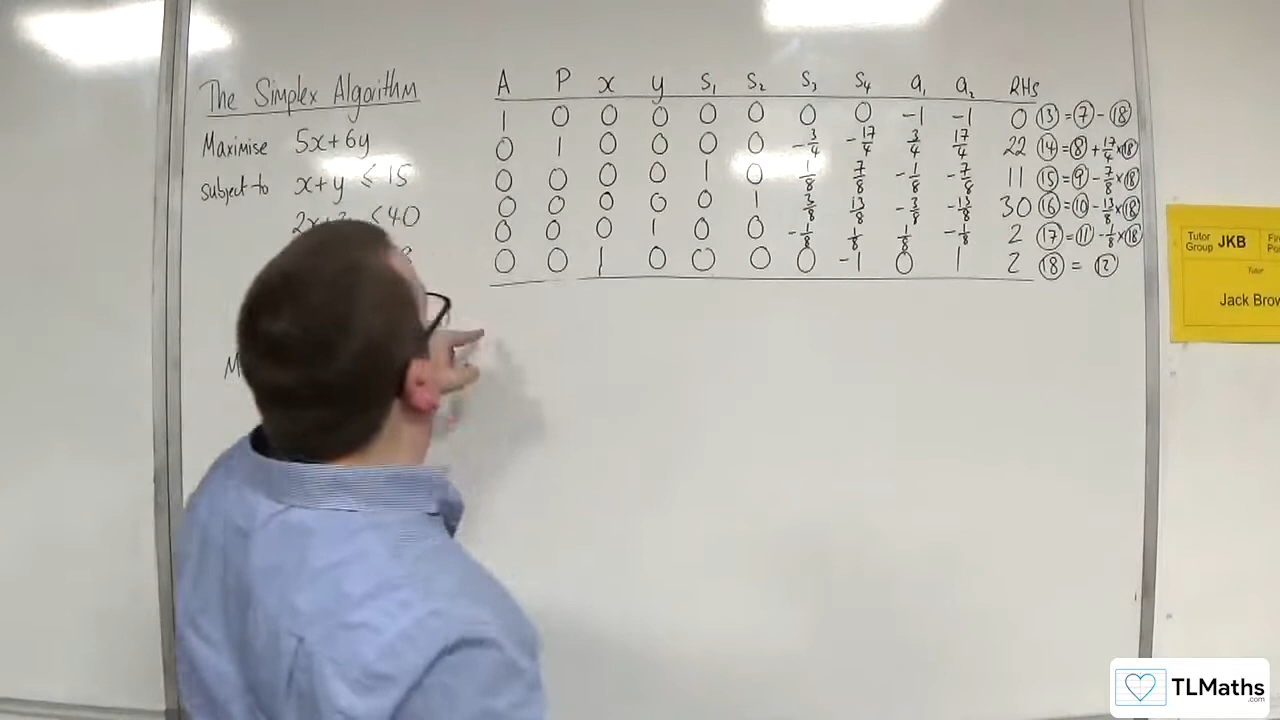 The Simplex Algorithm
Maximise 5x+6y
subject to x+y ≤ 15
≤ 40
A P x y S₁ S₂ S₃ S₄ a₁ a₂ RHS
1 0 0 0 0 0 0 0 -1 -1 0 ⑬ = ⑦ - ⑱
0 1 0 0 0 0 -3/4 -17/4 3/4 17/4 22 ⑭ = ⑧ + 17/4 × ⑱
0 0 0 0 1 0 1/8 7/8 -1/8 -7/8 11 ⑮ = ⑨ - 7/8 × ⑱
0 0 0 0 0 1 3/8 13/8 -3/8 -13/8 30 ⑯ = ⑩ - 13/8 × ⑱
0 0 0 1 0 0 -1/8 1/8 1/8 -1/8 2 ⑰ = ⑪ - 1/8 × ⑱
0 0 1 0 0 0 0 -1 0 1 2 ⑱ = ⑫
M
Tutor Group JKB
Tutor
TLMaths
.com